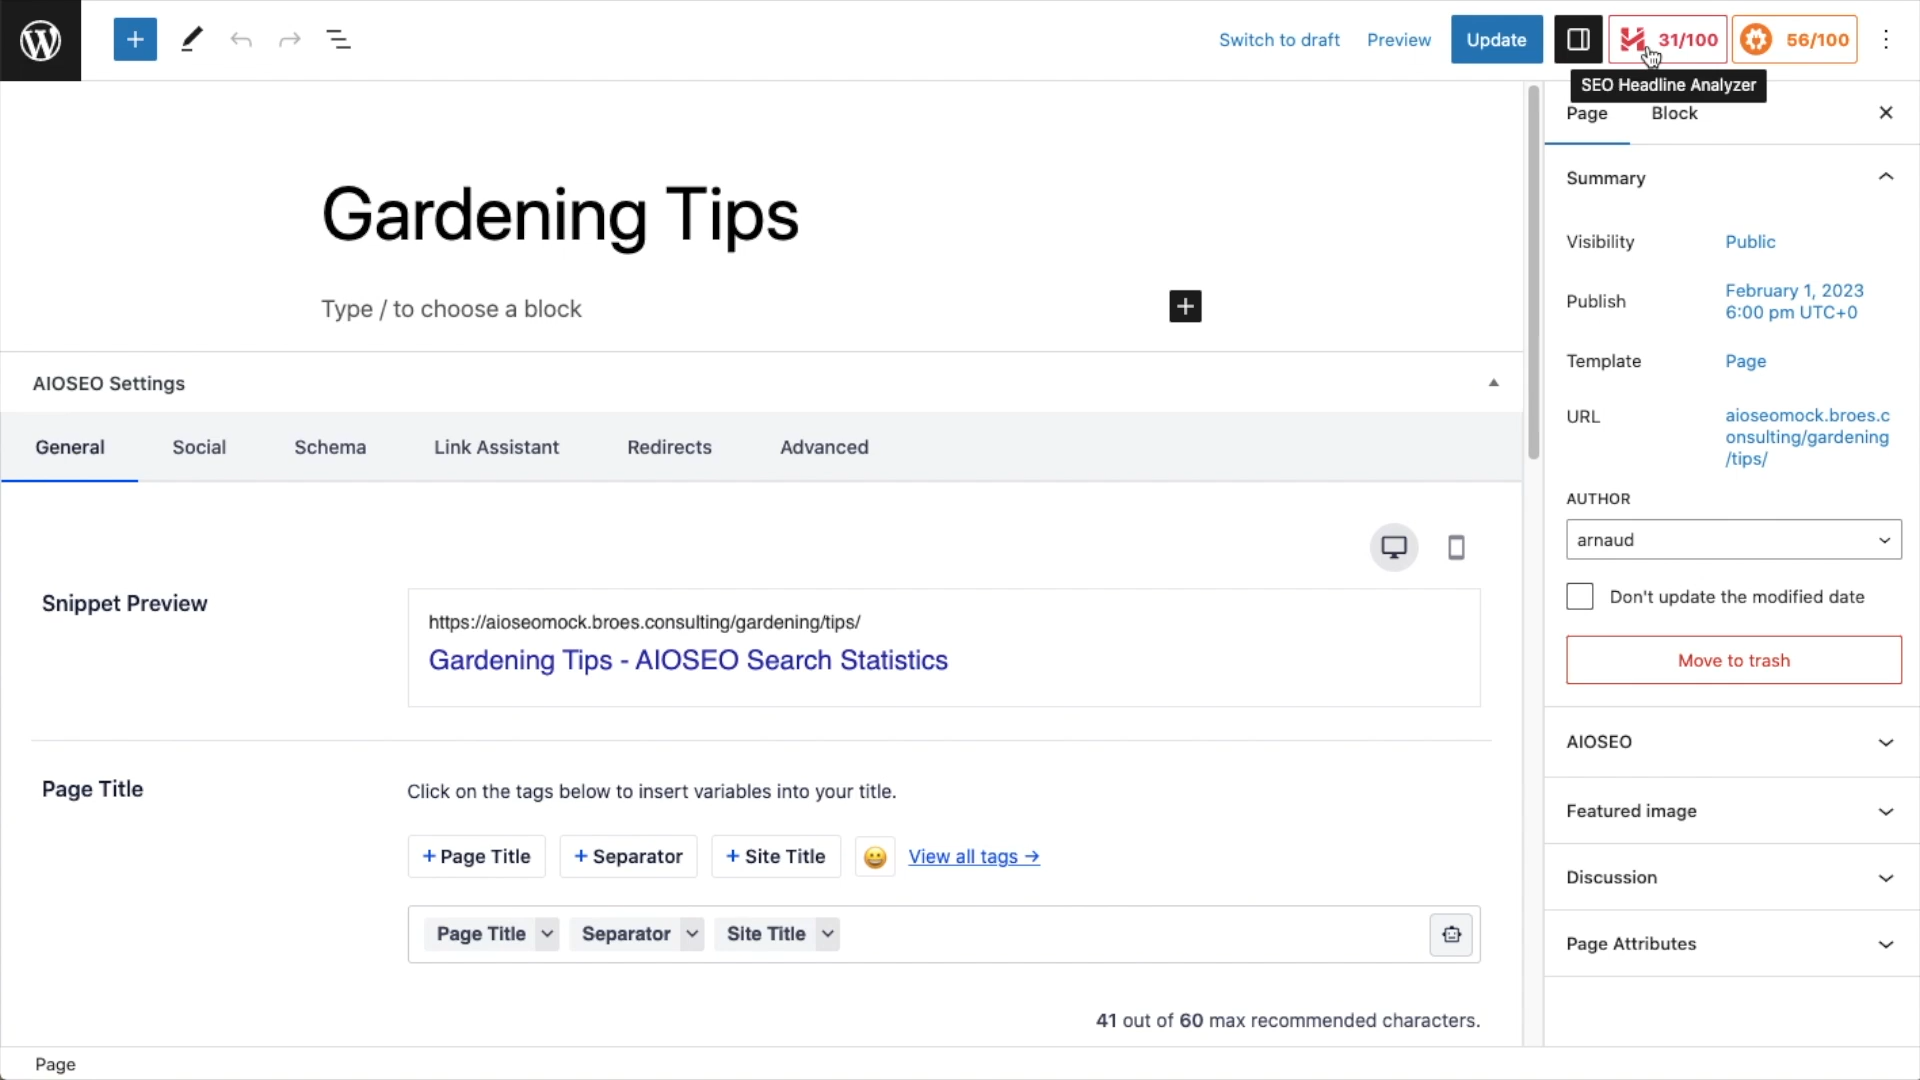 Switch to draft
Preview
Update
31/100
56/100
SEO Headline Analyzer
Page
Block
Gardening Tips
Type / to choose a block
Summary
Visibility
Public
Publish
February 1, 2023
6:00 pm UTC+0
Template
Page
URL
aioseomock.broes.c
onsulting/gardening
/tips/
AUTHOR
arnaud
Don't update the modified date
Move to trash
AIOSEO
Featured image
Discussion
Page Attributes
AIOSEO Settings
General
Social
Schema
Link Assistant
Redirects
Advanced
Snippet Preview
https://aioseomock.broes.consulting/gardening/tips/
Gardening Tips - AIOSEO Search Statistics
Page Title
Click on the tags below to insert variables into your title.
+ Page Title
+ Separator
+ Site Title
View all tags →
Page Title
Separator
Site Title
41 out of 60 max recommended characters.
Page